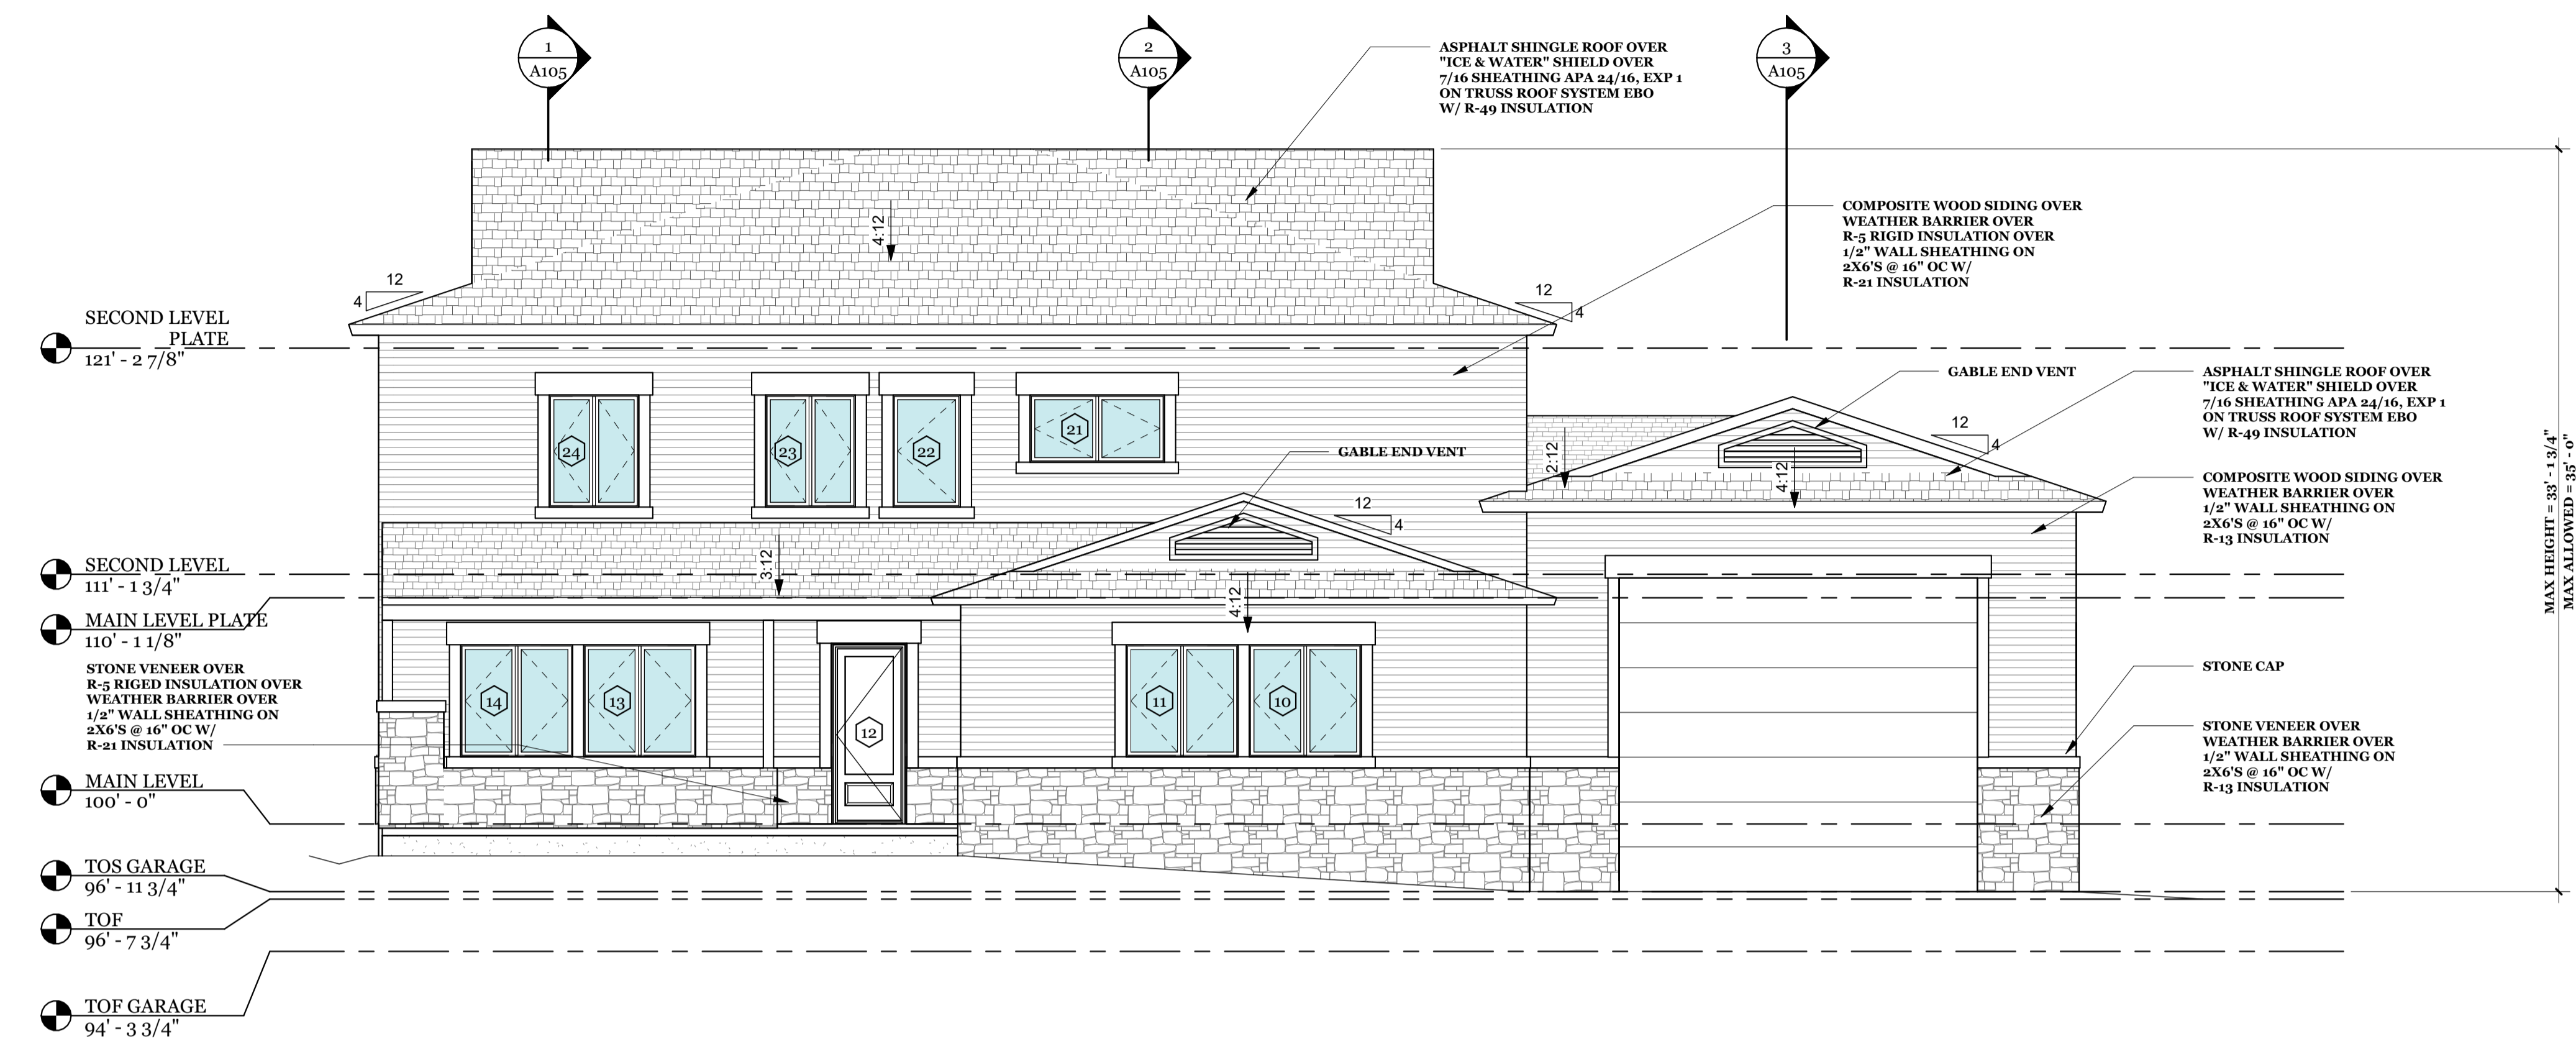 1
A105
2
A105
3
A105
ASPHALT SHINGLE ROOF OVER
"ICE & WATER" SHIELD OVER
7/16 SHEATHING APA 24/16, EXP 1
ON TRUSS ROOF SYSTEM EBO
W/ R-49 INSULATION
COMPOSITE WOOD SIDING OVER
WEATHER BARRIER OVER
R-5 RIGID INSULATION OVER
1/2" WALL SHEATHING ON
2X6'S @ 16" OC W/
R-21 INSULATION
4:12
12
4
12
4
SECOND LEVEL
PLATE
121' - 2 7/8"
GABLE END VENT
ASPHALT SHINGLE ROOF OVER
"ICE & WATER" SHIELD OVER
7/16 SHEATHING APA 24/16, EXP 1
ON TRUSS ROOF SYSTEM EBO
W/ R-49 INSULATION
12
4
24
23
22
21
GABLE END VENT
2:12
4:12
COMPOSITE WOOD SIDING OVER
WEATHER BARRIER OVER
1/2" WALL SHEATHING ON
2X6'S @ 16" OC W/
R-13 INSULATION
MAX HEIGHT = 33' - 1 3/4"
MAX ALLOWED = 35' - 0"
12
4
3:12
4:12
SECOND LEVEL
111' - 1 3/4"
MAIN LEVEL PLATE
110' - 1 1/8"
STONE VENEER OVER
R-5 RIGED INSULATION OVER
WEATHER BARRIER OVER
1/2" WALL SHEATHING ON
2X6'S @ 16" OC W/
R-21 INSULATION
14
13
12
11
10
STONE CAP
STONE VENEER OVER
WEATHER BARRIER OVER
1/2" WALL SHEATHING ON
2X6'S @ 16" OC W/
R-13 INSULATION
MAIN LEVEL
100' - 0"
TOS GARAGE
96' - 11 3/4"
TOF
96' - 7 3/4"
TOF GARAGE
94' - 3 3/4"